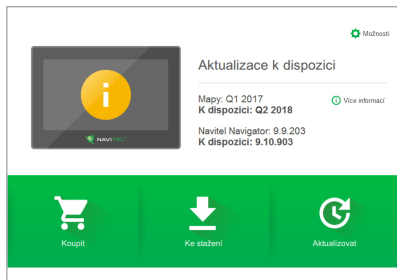 Možnosti
Aktualizace k dispozici
Mapy: Q1 2017
Více informací
K dispozici: Q2 2018
Navitel Navigator: 9.9.203
K dispozici: 9.10.903
NAVITEL
Koupit
Ke stažení
Aktualizovat